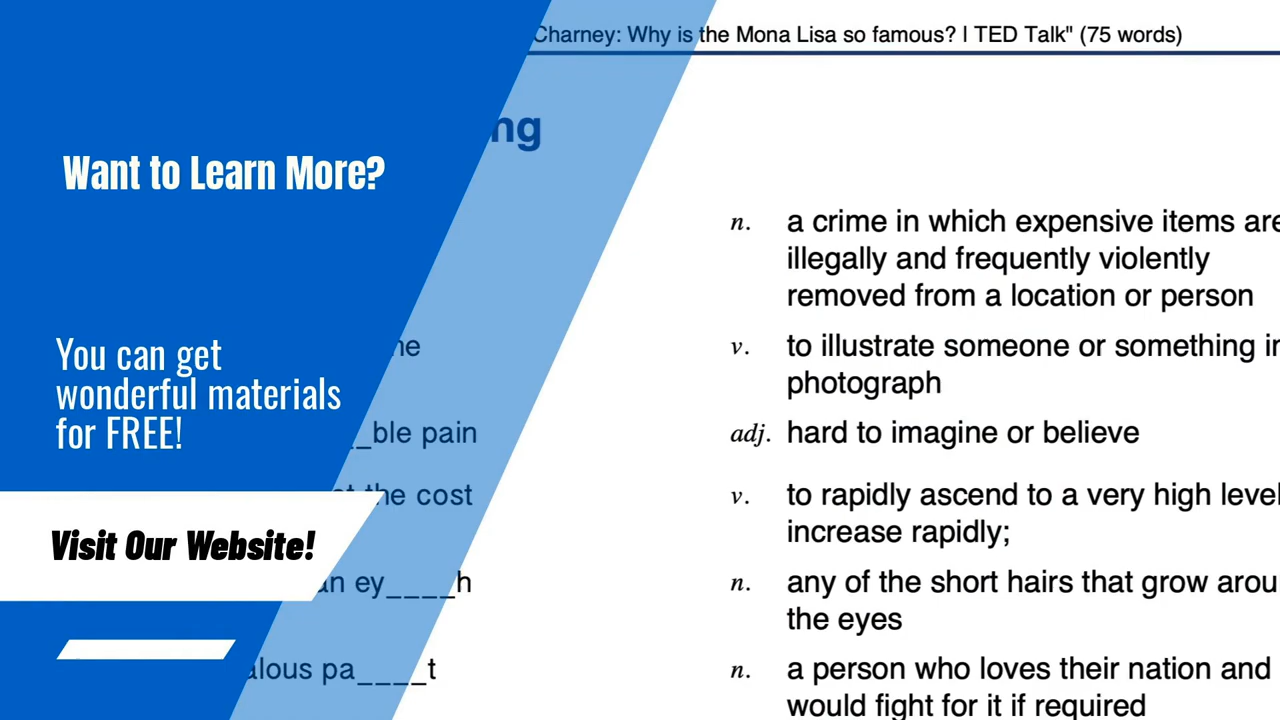 Charney: Why is the Mona Lisa so famous? | TED Talk" (75 words)
ng
Want to Learn More?
You can get
wonderful materials
for FREE!
Visit Our Website!
n. a crime in which expensive items are
illegally and frequently violently
removed from a location or person
he v. to illustrate someone or something in
photograph
__ble pain adj. hard to imagine or believe
the cost v. to rapidly ascend to a very high level
increase rapidly;
an ey____h n. any of the short hairs that grow arou
the eyes
alous pa____t n. a person who loves their nation and
would fight for it if required